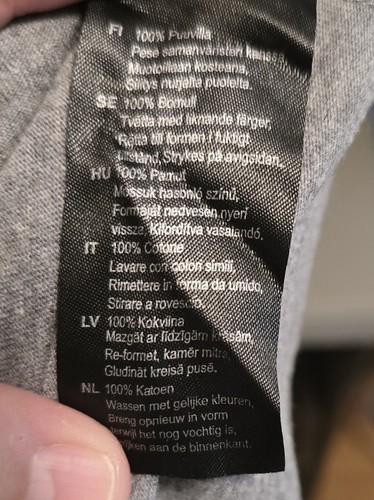 FI 100% Puuvilla
Pese samanväristen kanssa,
Muotoillaan kosteana,
Silitys nurjalta puolelta.
SE 100% Bomull
Tvätta med liknande färger,
Rätta till formen i fuktigt
tillstånd, Strykes på avigsidan.
HU 100% Pamut
Mossuk hasonló színű,
Formáját nedvesen nyeri
vissza, Kifordítva vasalandó.
IT 100% Cotone
Lavare con colori simili,
Rimettere in forma da umido,
Stirare a rovescio.
LV 100% Kokvilna
Mazgāt ar līdzīgām krāsām,
Re-formet, kamēr mitra,
Gludināt kreisā pusē.
NL 100% Katoen
Wassen met gelijke kleuren,
Breng opnieuw in vorm
terwijl het nog vochtig is,
aan de binnenkant.